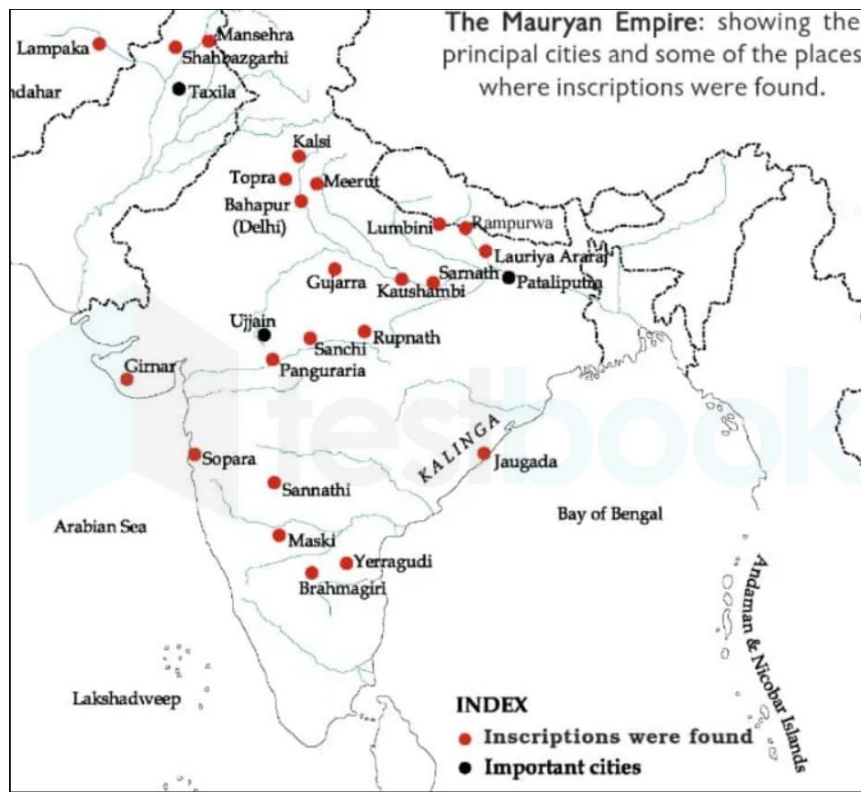 The Mauryan Empire: showing the
principal cities and some of the places
where inscriptions were found.
Mansehra
Lampaka
Shahbazgarhi
ndahar
Taxila
Kalsi
Topra
Meerut
Bahapur
(Delhi)
Lumbini
Rampurwa
Lauriya Araraj
Gujarra
Sarnath
Kaushambi
Pataliputra
Ujjain
Sanchi
Rupnath
Girnar
Panguraria
testbook
KALINGA
Sopara
Jaugada
Sannathi
Arabian Sea
Bay of Bengal
Maski
Yerragudi
Brahmagiri
Andaman & Nicobar Islands
Lakshadweep
INDEX
Inscriptions were found
Important cities